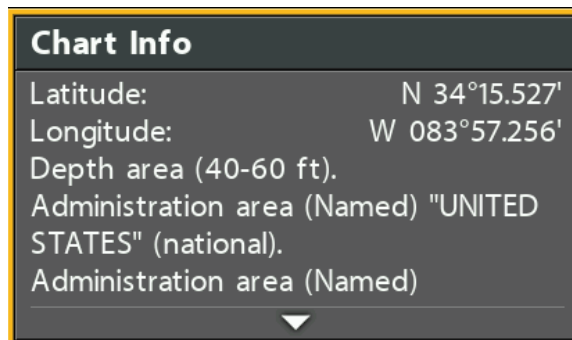 Chart Info
Latitude: N 34°15.527'
Longitude: W 083°57.256'
Depth area (40-60 ft).
Administration area (Named) "UNITED
STATES" (national).
Administration area (Named)